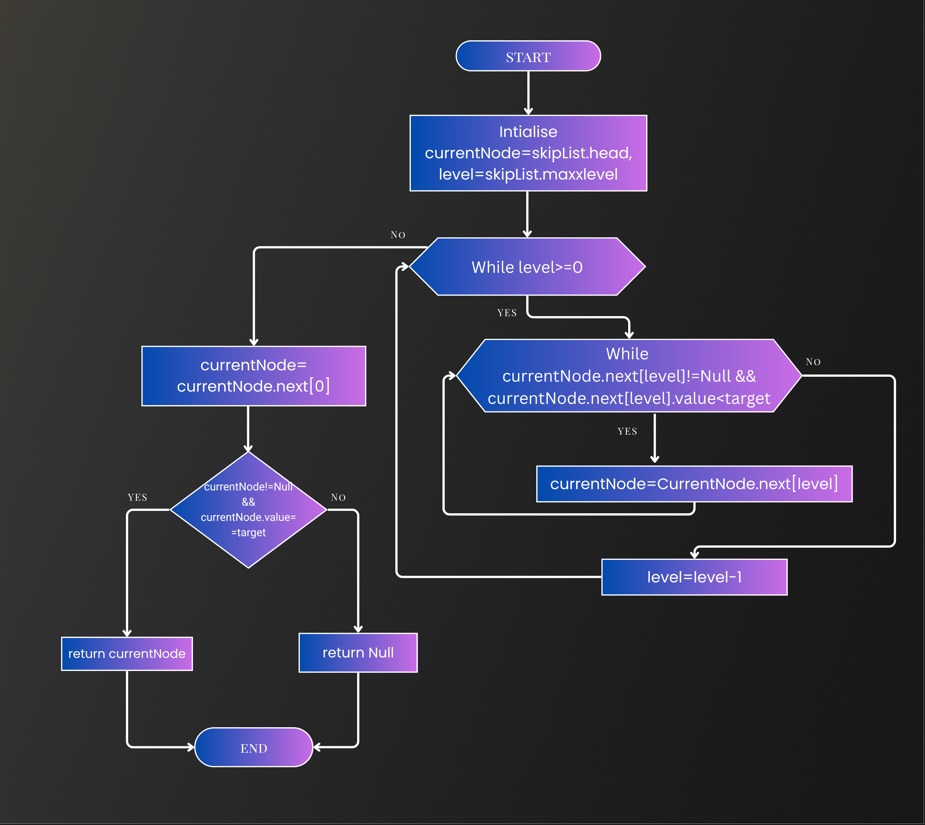 START
Intialise
currentNode=skipList.head,
level=skipList.maxxlevel
NO
While level>=0
YES
While
currentNode.next[level]!=Null &&
currentNode.next[level].value<target
NO
YES
currentNode=CurrentNode.next[level]
level=level-1
currentNode=
currentNode.next[0]
currentNode!=Null
&&
currentNode.value=
=target
YES
NO
return currentNode
return Null
END